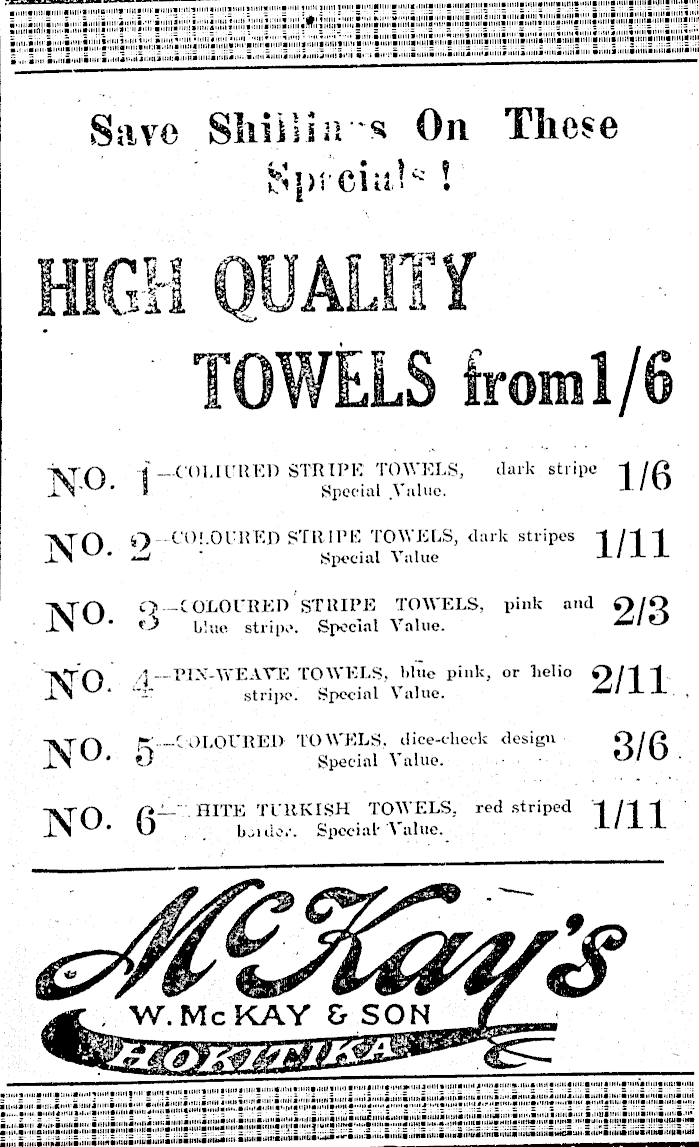 Save Shillings On These
Specials!
HIGH QUALITY
TOWELS from 1/6
NO. 1—COLIURED STRIPE TOWELS, dark stripe 1/6
Special Value.
NO. 2—COLOURED STRIPE TOWELS, dark stripes 1/11
Special Value
NO. 3—COLOURED STRIPE TOWELS, pink and 2/3
blue stripe. Special Value.
NO. 4—PIN-WEAVE TOWELS, blue pink, or helio 2/11
stripe. Special Value.
NO. 5—COLOURED TOWELS, dice-check design 3/6
Special Value.
NO. 6—WHITE TURKISH TOWELS, red striped 1/11
border. Special Value.
McKay's
W. McKAY & SON
HOKITIKA